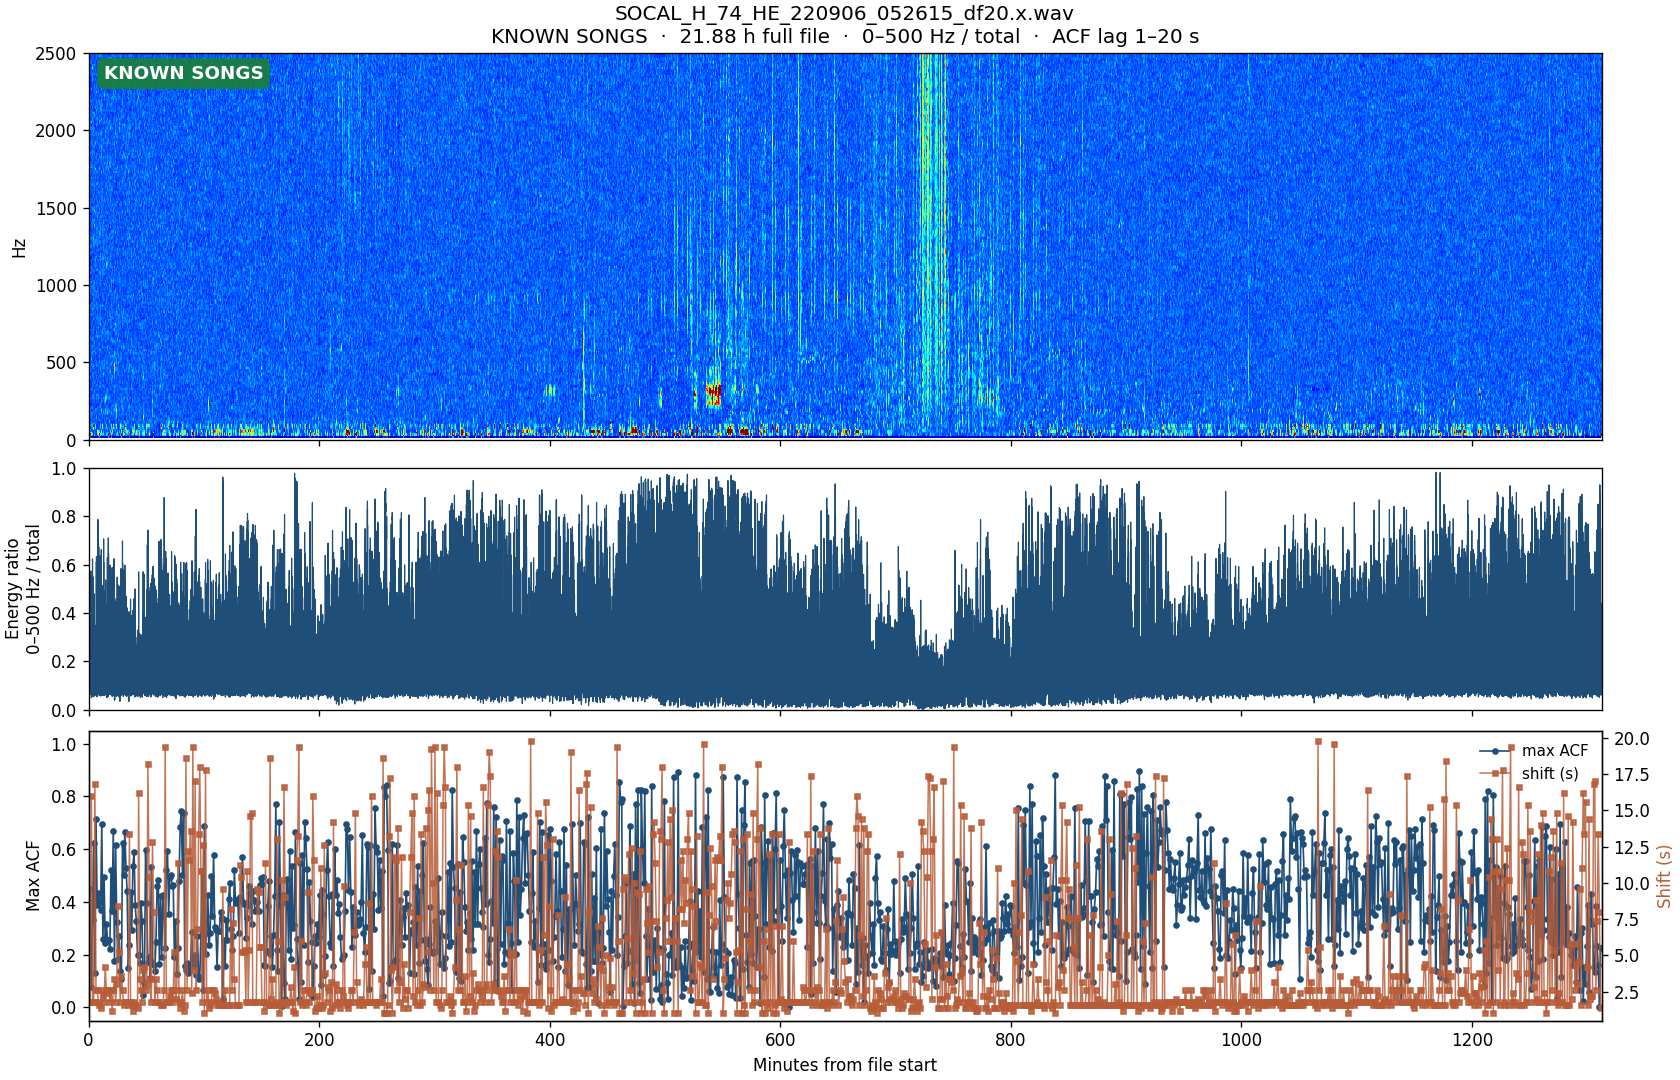 SOCAL_H_74_HE_220906_052615_df20.x.wav
KNOWN SONGS · 21.88 h full file · 0–500 Hz / total · ACF lag 1–20 s
KNOWN SONGS
2500
2000
1500
1000
500
0
Hz
1.0
0.8
0.6
0.4
0.2
0.0
Energy ratio
0–500 Hz / total
1.0
0.8
0.6
0.4
0.2
0.0
Max ACF
max ACF
shift (s)
20.0
17.5
15.0
12.5
10.0
7.5
5.0
2.5
Shift (s)
0 200 400 600 800 1000 1200
Minutes from file start